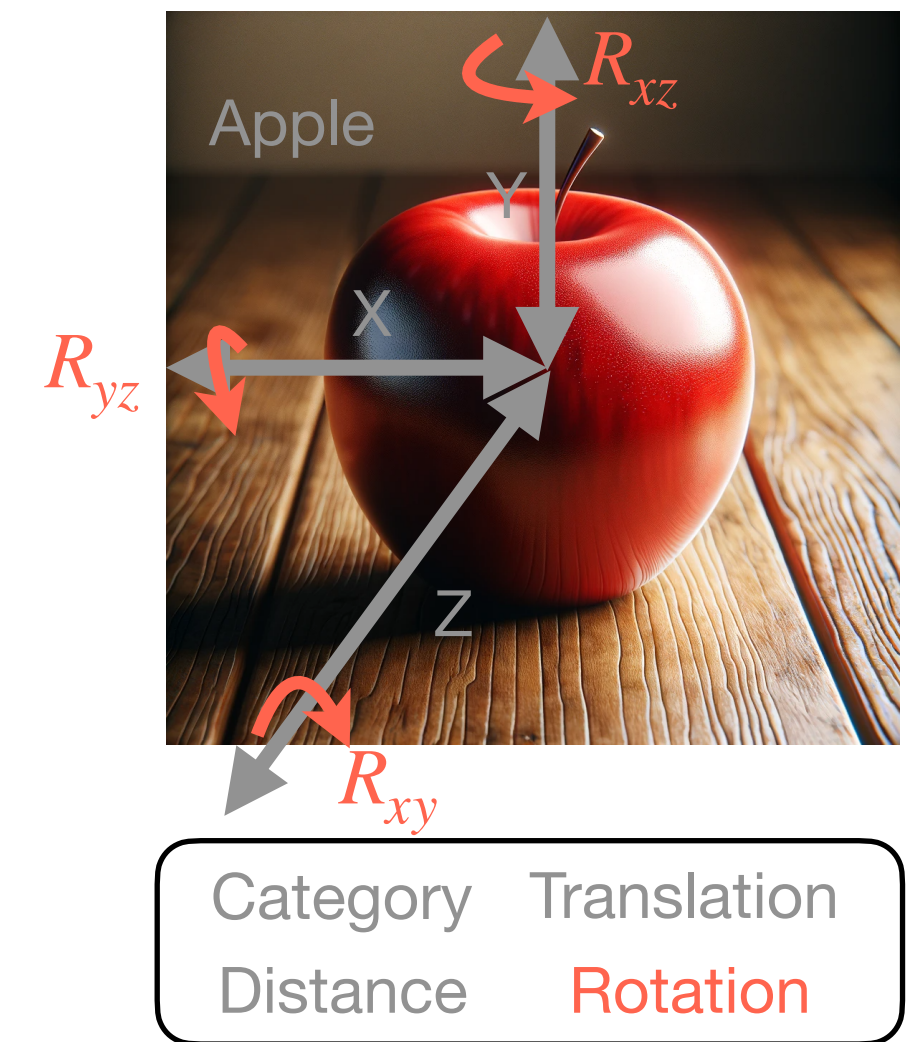 R_xz
Apple
Y
X
R_yz
Z
R_xy
Category Translation
Distance Rotation